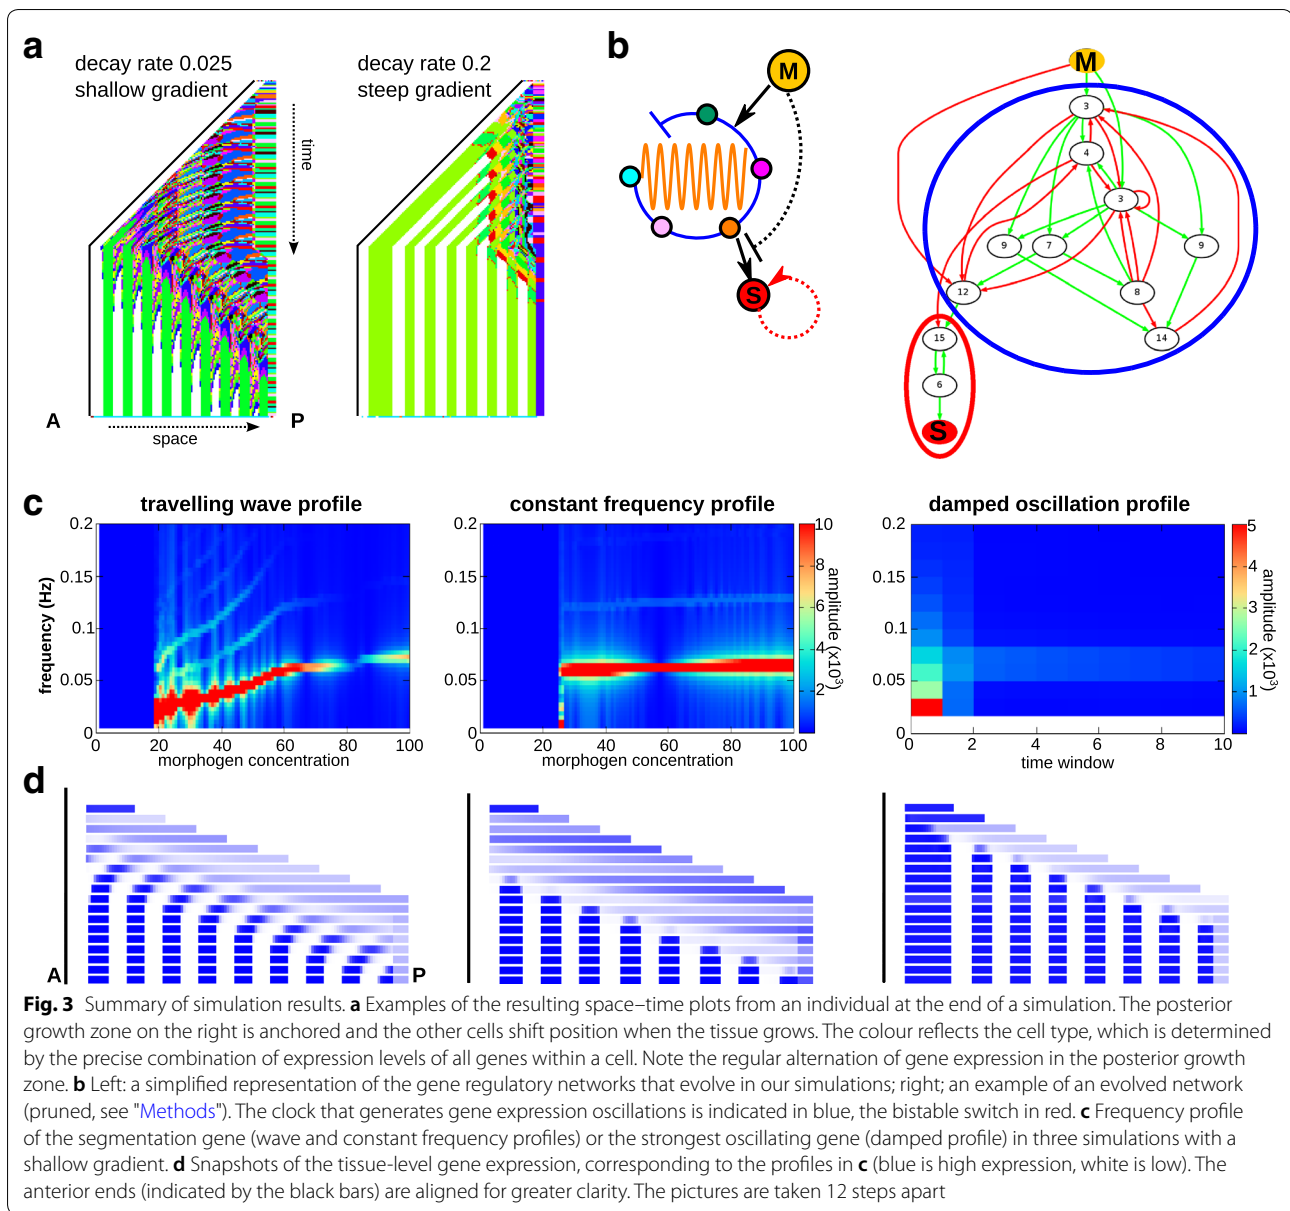 a
decay rate 0.025
shallow gradient
decay rate 0.2
steep gradient
time
A
P
space
b
M
S
M
3
4
3
9
7
9
12
8
14
15
6
S
c
travelling wave profile
constant frequency profile
damped oscillation profile
frequency (Hz)
0.2
0.15
0.1
0.05
0
0 20 40 60 80 100
morphogen concentration
0.2
0.15
0.1
0.05
0
0 20 40 60 80 100
morphogen concentration
10
8
6
4
2
amplitude (x10³)
0.2
0.15
0.1
0.05
0
0 2 4 6 8 10
time window
5
4
3
2
1
amplitude (x10³)
d
A
P
Fig. 3 Summary of simulation results. a Examples of the resulting space–time plots from an individual at the end of a simulation. The posterior
growth zone on the right is anchored and the other cells shift position when the tissue grows. The colour reflects the cell type, which is determined
by the precise combination of expression levels of all genes within a cell. Note the regular alternation of gene expression in the posterior growth
zone. b Left: a simplified representation of the gene regulatory networks that evolve in our simulations; right; an example of an evolved network
(pruned, see "Methods"). The clock that generates gene expression oscillations is indicated in blue, the bistable switch in red. c Frequency profile
of the segmentation gene (wave and constant frequency profiles) or the strongest oscillating gene (damped profile) in three simulations with a
shallow gradient. d Snapshots of the tissue-level gene expression, corresponding to the profiles in c (blue is high expression, white is low). The
anterior ends (indicated by the black bars) are aligned for greater clarity. The pictures are taken 12 steps apart